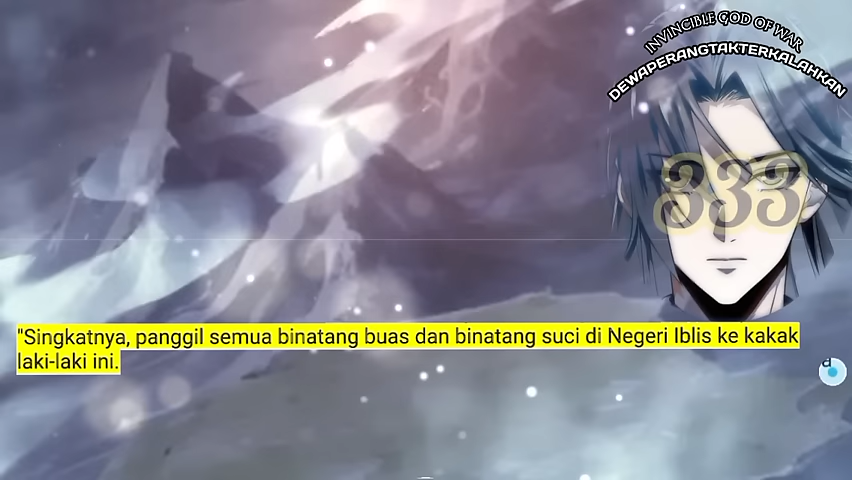 INVINCIBLE GOD OF WAR
DEWAPERANGTAKTERKALAHKAN
333
"Singkatnya, panggil semua binatang buas dan binatang suci di Negeri Iblis ke kakak
laki-laki ini.
a